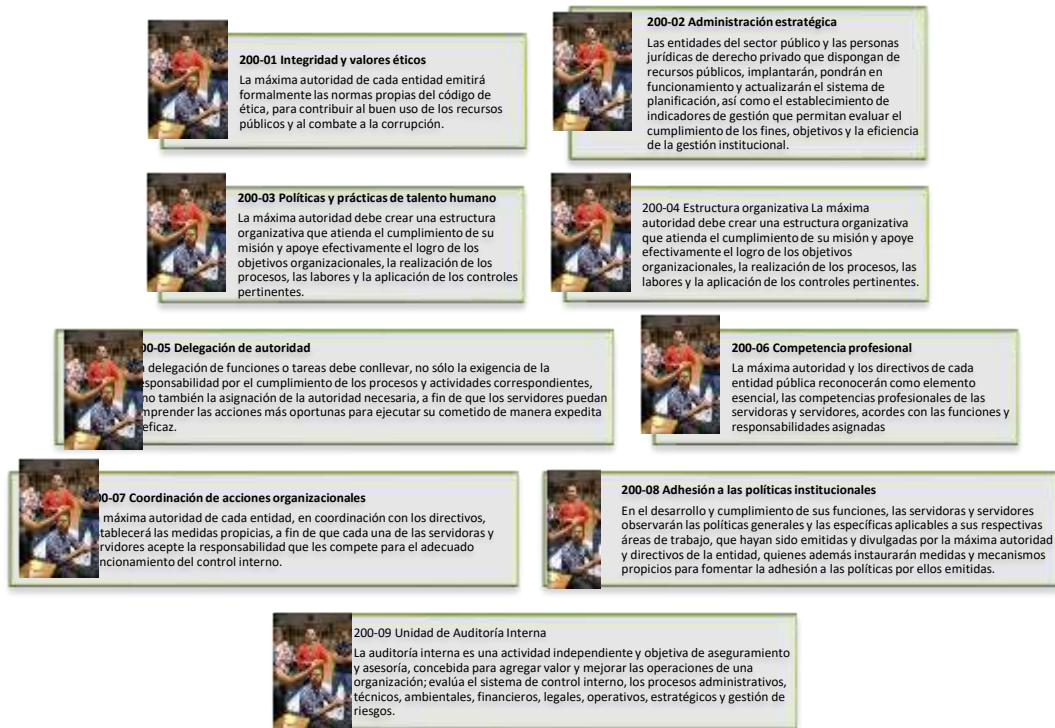 200-01 Integridad y valores éticos
La máxima autoridad de cada entidad emitirá
formalmente las normas propias del código de
ética, para contribuir al buen uso de los recursos
públicos y al combate a la corrupción.
200-02 Administración estratégica
Las entidades del sector público y las personas
jurídicas de derecho privado que dispongan de
recursos públicos, implantarán, pondrán en
funcionamiento y actualizarán el sistema de
planificación, así como el establecimiento de
indicadores de gestión que permitan evaluar el
cumplimiento de los fines, objetivos y la eficiencia
de la gestión institucional.
200-03 Políticas y prácticas de talento humano
La máxima autoridad debe crear una estructura
organizativa que atienda el cumplimiento de su
misión y apoye efectivamente el logro de los
objetivos organizacionales, la realización de los
procesos, las labores y la aplicación de los controles
pertinentes.
200-04 Estructura organizativa La máxima
autoridad debe crear una estructura organizativa
que atienda el cumplimiento de su misión y apoye
efectivamente el logro de los objetivos
organizacionales, la realización de los procesos, las
labores y la aplicación de los controles pertinentes.
00-05 Delegación de autoridad
delegación de funciones o tareas debe conllevar, no sólo la exigencia de la
esponsabilidad por el cumplimiento de los procesos y actividades correspondientes,
no también la asignación de la autoridad necesaria, a fin de que los servidores puedan
mprender las acciones más oportunas para ejecutar su cometido de manera expedita
eficaz.
200-06 Competencia profesional
La máxima autoridad y los directivos de cada
entidad pública reconocerán como elemento
esencial, las competencias profesionales de las
servidoras y servidores, acordes con las funciones y
responsabilidades asignadas
00-07 Coordinación de acciones organizacionales
máxima autoridad de cada entidad, en coordinación con los directivos,
tablecerá las medidas propicias, a fin de que cada una de las servidoras y
rvidores acepte la responsabilidad que les compete para el adecuado
ncionamiento del control interno.
200-08 Adhesión a las políticas institucionales
En el desarrollo y cumplimiento de sus funciones, las servidoras y servidores
observarán las políticas generales y las específicas aplicables a sus respectivas
áreas de trabajo, que hayan sido emitidas y divulgadas por la máxima autoridad
y directivos de la entidad, quienes además instaurarán medidas y mecanismos
propicios para fomentar la adhesión a las políticas por ellos emitidas.
200-09 Unidad de Auditoría Interna
La auditoría interna es una actividad independiente y objetiva de aseguramiento
y asesoría, concebida para agregar valor y mejorar las operaciones de una
organización; evalúa el sistema de control interno, los procesos administrativos,
técnicos, ambientales, financieros, legales, operativos, estratégicos y gestión de
riesgos.